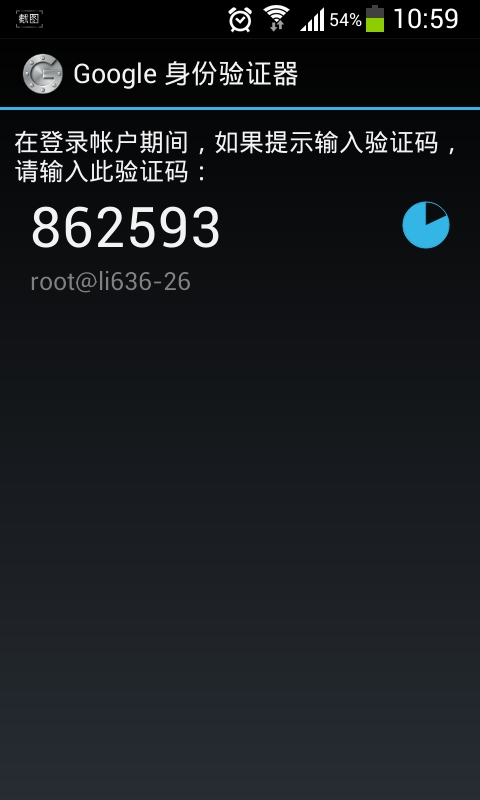 截图
54% 10:59
Google 身份验证器
在登录帐户期间，如果提示输入验证码，
请输入此验证码：
862593
root@li636-26